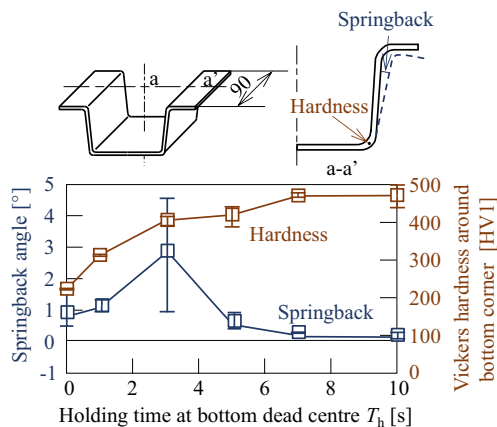 Springback
a
a'
90
Hardness
a-a'
Springback angle [°]
5
4
3
2
1
0
-1
Hardness
Springback
500
400
300
200
100
0
Vickers hardness around
bottom corner [HV1]
0
2
4
6
8
10
Holding time at bottom dead centre Th [s]